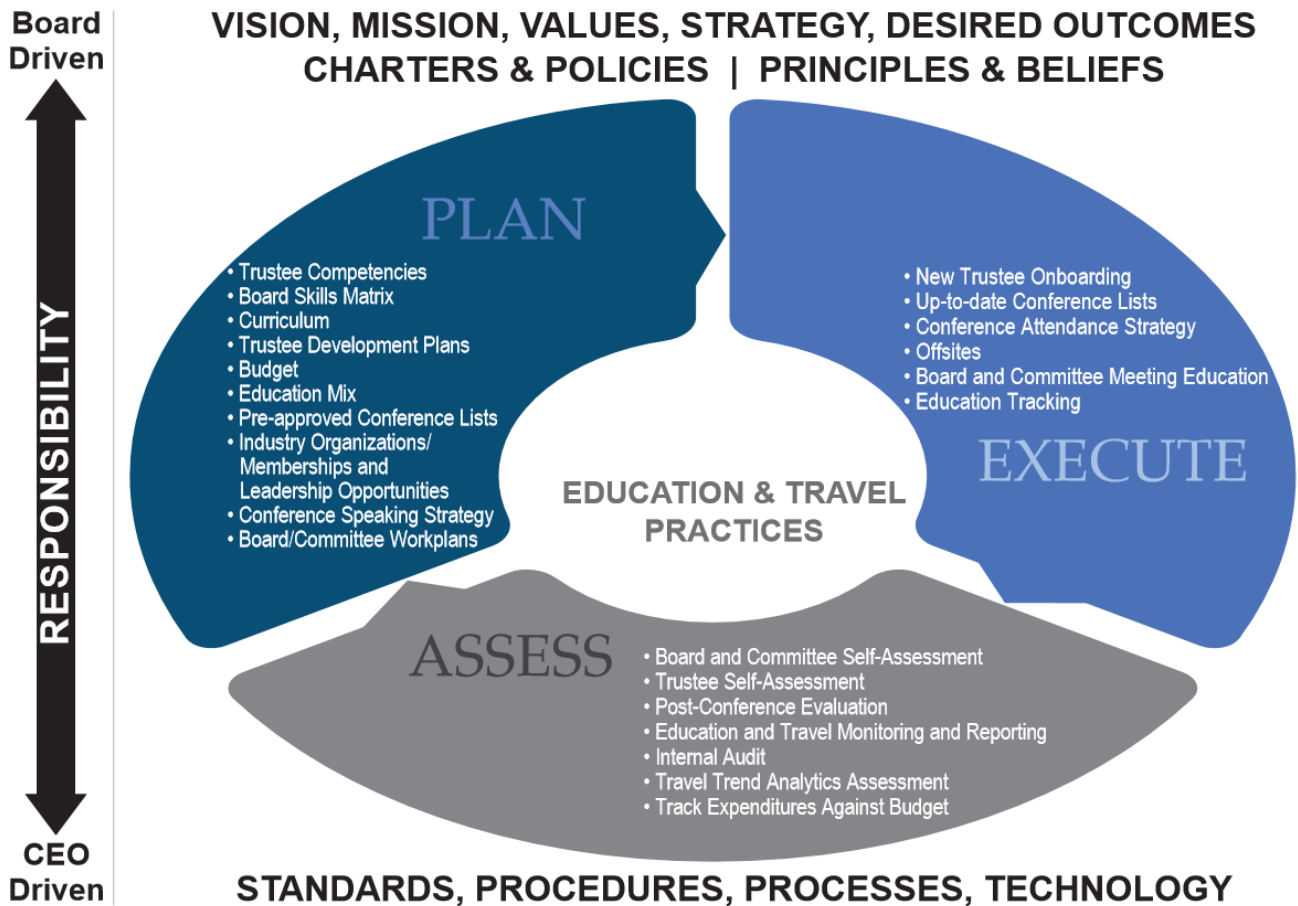 Board
Driven
RESPONSIBILITY
CEO
Driven
VISION, MISSION, VALUES, STRATEGY, DESIRED OUTCOMES
CHARTERS & POLICIES | PRINCIPLES & BELIEFS
PLAN
• Trustee Competencies
• Board Skills Matrix
• Curriculum
• Trustee Development Plans
• Budget
• Education Mix
• Pre-approved Conference Lists
• Industry Organizations/
Memberships and
Leadership Opportunities
• Conference Speaking Strategy
• Board/Committee Workplans
• New Trustee Onboarding
• Up-to-date Conference Lists
• Conference Attendance Strategy
• Offsites
• Board and Committee Meeting Education
• Education Tracking
EXECUTE
EDUCATION & TRAVEL
PRACTICES
ASSESS
• Board and Committee Self-Assessment
• Trustee Self-Assessment
• Post-Conference Evaluation
• Education and Travel Monitoring and Reporting
• Internal Audit
• Travel Trend Analytics Assessment
• Track Expenditures Against Budget
STANDARDS, PROCEDURES, PROCESSES, TECHNOLOGY